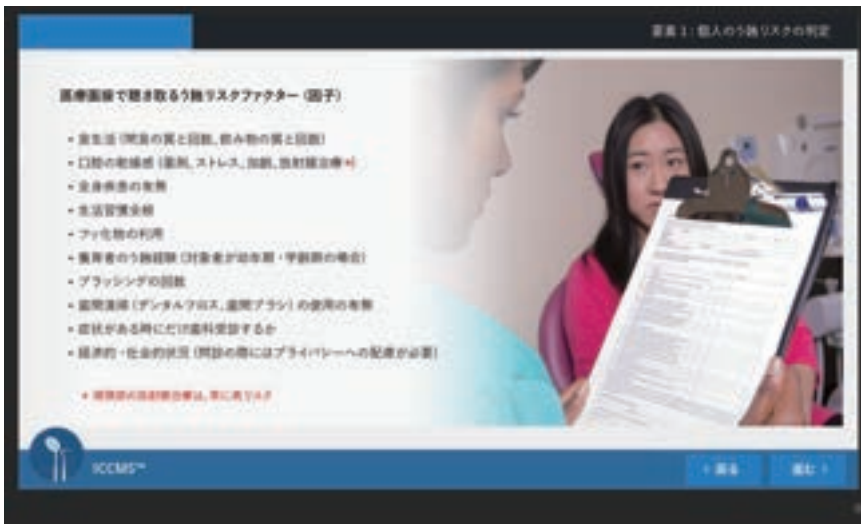 要素 1：個人のう蝕リスクの判定
医療面接で聴き取るう蝕リスクファクター（因子）
• 食生活（間食の質と回数、飲み物の質と回数）
• 口腔の乾燥感（薬剤、ストレス、加齢、放射線治療*）
• 全身疾患の有無
• 生活習慣全般
• フッ化物の利用
• 養育者のう蝕経験（対象者が幼年期・学齢期の場合）
• ブラッシングの回数
• 歯間清掃（デンタルフロス、歯間ブラシ）の使用の有無
• 症状がある時にだけ歯科受診するか
• 経済的・社会的状況（問診の際にはプライバシーへの配慮が必要）
* 頭頸部の放射線治療は、常に高リスク
ICCMS™
戻る
進む